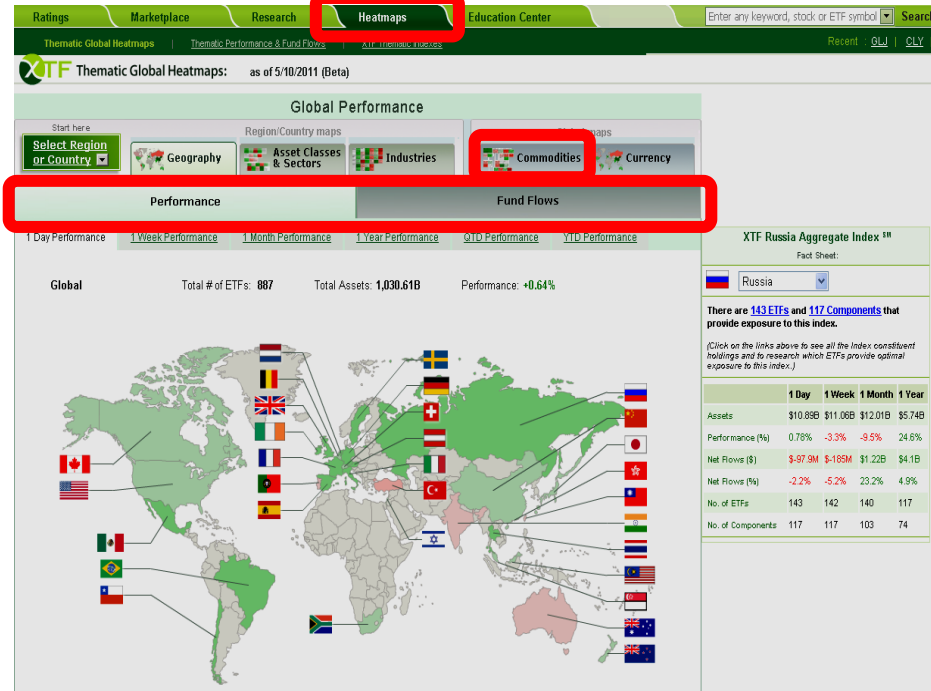 Ratings Marketplace Research Heatmaps Education Center Enter any keyword, stock or ETF symbol Searc
Thematic Global Heatmaps | Thematic Performance & Fund Flows | XTF Thematic Indexes Recent : GLJ | CLY
XTF Thematic Global Heatmaps: as of 5/10/2011 (Beta)
Global Performance
Start here Region/Country maps maps
Select Region
or Country
Geography
Asset Classes
& Sectors
Industries
Commodities
Currency
Performance Fund Flows
1 Day Performance 1 Week Performance 1 Month Performance 1 Year Performance QTD Performance YTD Performance
Global Total # of ETFs: 887 Total Assets: 1,030.61B Performance: +0.64%
XTF Russia Aggregate Index SM
Fact Sheet:
Russia
There are 143 ETFs and 117 Components that
provide exposure to this index.
(Click on the links above to see all the Index constituent
holdings and to research which ETFs provide optimal
exposure to this index.)
1 Day 1 Week 1 Month 1 Year
Assets $10.89B $11.06B $12.01B $5.74B
Performance (%) 0.78% -3.3% -9.5% 24.6%
Net Flows ($) $-97.9M $-185M $1.22B $4.1B
Net Flows (%) -2.2% -5.2% 23.2% 4.9%
No. of ETFs 143 142 140 117
No. of Components 117 117 103 74